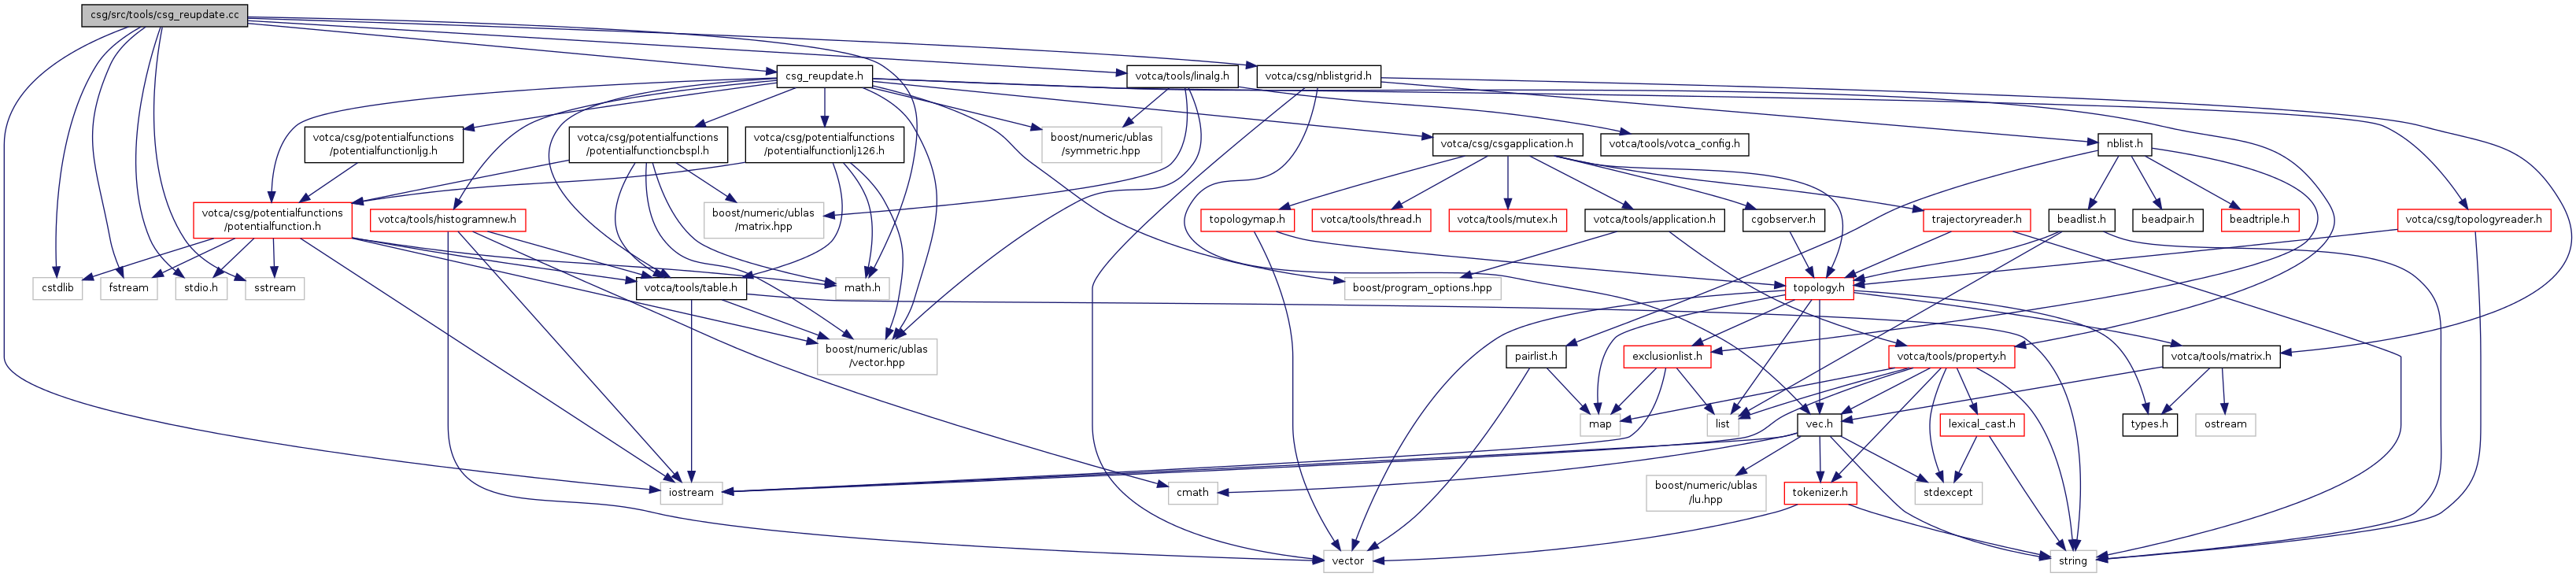 csg/src/tools/csg_reupdate.cc
csg_reupdate.h
votca/tools/linalg.h
votca/csg/nblistgrid.h
votca/csg/potentialfunctions
/potentialfunctionljg.h
votca/csg/potentialfunctions
/potentialfunctioncbspl.h
votca/csg/potentialfunctions
/potentialfunctionlj126.h
boost/numeric/ublas
/symmetric.hpp
votca/csg/csgapplication.h
votca/tools/votca_config.h
nblist.h
votca/csg/potentialfunctions
/potentialfunction.h
votca/tools/histogramnew.h
boost/numeric/ublas
/matrix.hpp
topologymap.h
votca/tools/thread.h
votca/tools/mutex.h
votca/tools/application.h
cgobserver.h
trajectoryreader.h
beadlist.h
beadpair.h
beadtriple.h
votca/csg/topologyreader.h
cstdlib
fstream
stdio.h
sstream
votca/tools/table.h
math.h
boost/program_options.hpp
topology.h
boost/numeric/ublas
/vector.hpp
pairlist.h
exclusionlist.h
votca/tools/property.h
votca/tools/matrix.h
map
list
vec.h
lexical_cast.h
types.h
ostream
iostream
cmath
boost/numeric/ublas
/lu.hpp
tokenizer.h
stdexcept
vector
string